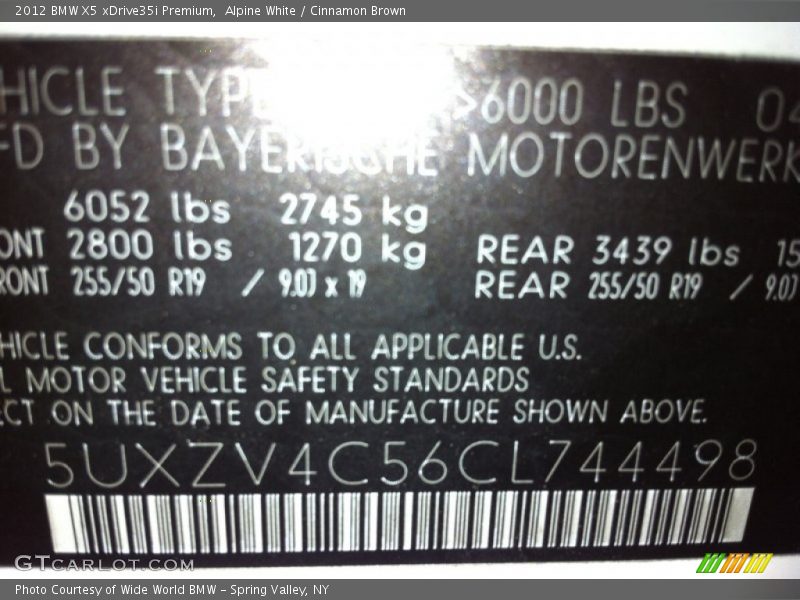 2012 BMW X5 xDrive35i Premium,  Alpine White / Cinnamon Brown
HICLE TYP >6000 LBS 04
FD BY BAYERISCHE MOTORENWERK
6052 lbs 2745 kg
ONT 2800 lbs 1270 kg REAR 3439 lbs 15
RONT 255/50 R19 / 9.0J x 19 REAR 255/50 R19 / 9.0J
HICLE CONFORMS TO ALL APPLICABLE U.S.
L MOTOR VEHICLE SAFETY STANDARDS
ECT ON THE DATE OF MANUFACTURE SHOWN ABOVE.
5UXZV4C56CL744498
GTCARLOT.COM
Photo Courtesy of Wide World BMW - Spring Valley, NY